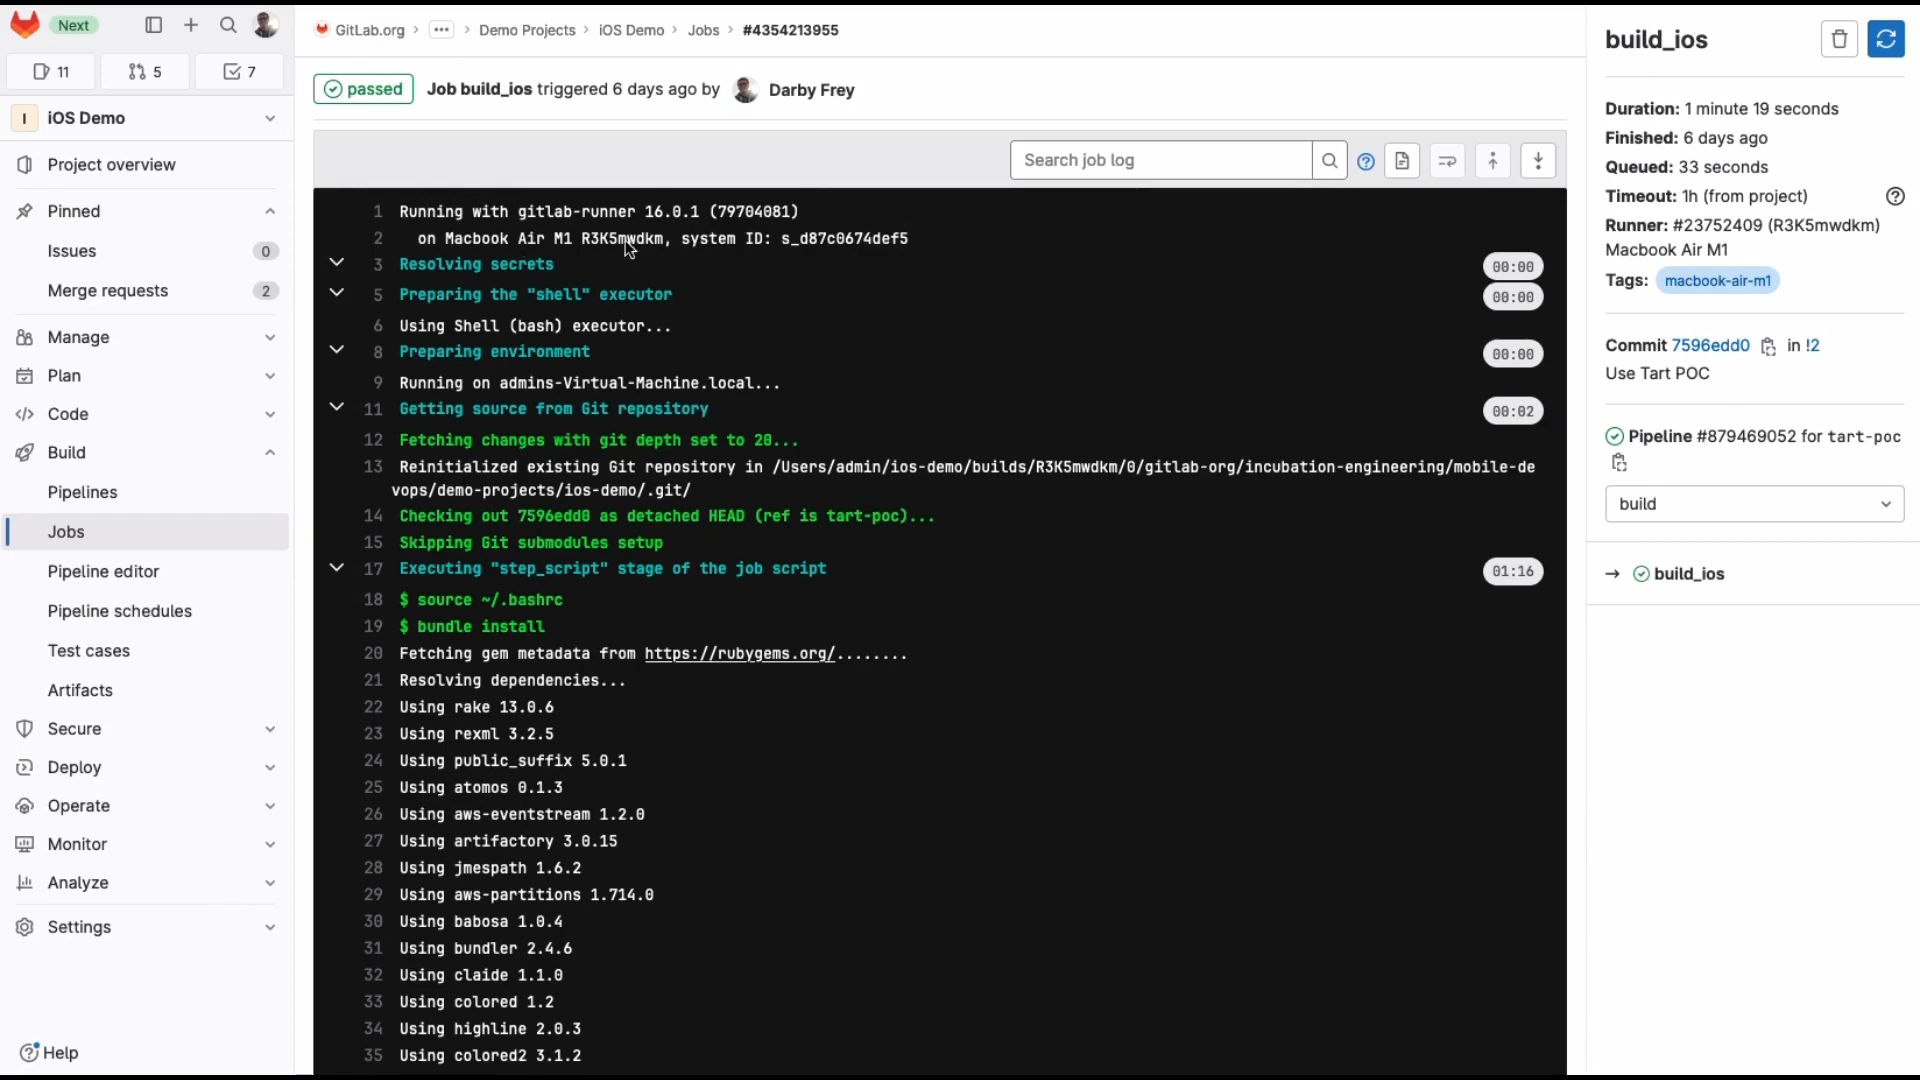 Next
11
5
7
I
iOS Demo
Project overview
Pinned
Issues 0
Merge requests 2
Manage
Plan
Code
Build
Pipelines
Jobs
Pipeline editor
Pipeline schedules
Test cases
Artifacts
Secure
Deploy
Operate
Monitor
Analyze
Settings
Help
GitLab.org › ··· › Demo Projects › iOS Demo › Jobs › #4354213955
passed Job build_ios triggered 6 days ago by Darby Frey
Search job log
1 Running with gitlab-runner 16.0.1 (79704081)
2 on Macbook Air M1 R3K5mwdkm, system ID: s_d87c0674def5
3 Resolving secrets 00:00
5 Preparing the "shell" executor 00:00
6 Using Shell (bash) executor...
8 Preparing environment 00:00
9 Running on admins-Virtual-Machine.local...
11 Getting source from Git repository 00:02
12 Fetching changes with git depth set to 20...
13 Reinitialized existing Git repository in /Users/admin/ios-demo/builds/R3K5mwdkm/0/gitlab-org/incubation-engineering/mobile-de
vops/demo-projects/ios-demo/.git/
14 Checking out 7596edd0 as detached HEAD (ref is tart-poc)...
15 Skipping Git submodules setup
17 Executing "step_script" stage of the job script 01:16
18 $ source ~/.bashrc
19 $ bundle install
20 Fetching gem metadata from https://rubygems.org/........
21 Resolving dependencies...
22 Using rake 13.0.6
23 Using rexml 3.2.5
24 Using public_suffix 5.0.1
25 Using atomos 0.1.3
26 Using aws-eventstream 1.2.0
27 Using artifactory 3.0.15
28 Using jmespath 1.6.2
29 Using aws-partitions 1.714.0
30 Using babosa 1.0.4
31 Using bundler 2.4.6
32 Using claide 1.1.0
33 Using colored 1.2
34 Using highline 2.0.3
35 Using colored2 3.1.2
build_ios
Duration: 1 minute 19 seconds
Finished: 6 days ago
Queued: 33 seconds
Timeout: 1h (from project)
Runner: #23752409 (R3K5mwdkm)
Macbook Air M1
Tags: macbook-air-m1
Commit 7596edd0 in !2
Use Tart POC
Pipeline #879469052 for tart-poc
build
→ build_ios